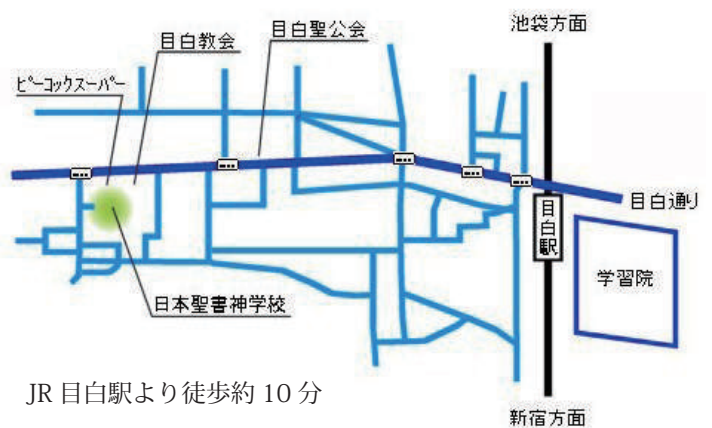 池袋方面
目白聖公会
目白教会
ピーコックスーパー
目白通り
目白駅
学習院
日本聖書神学校
JR 目白駅より徒歩約 10 分
新宿方面